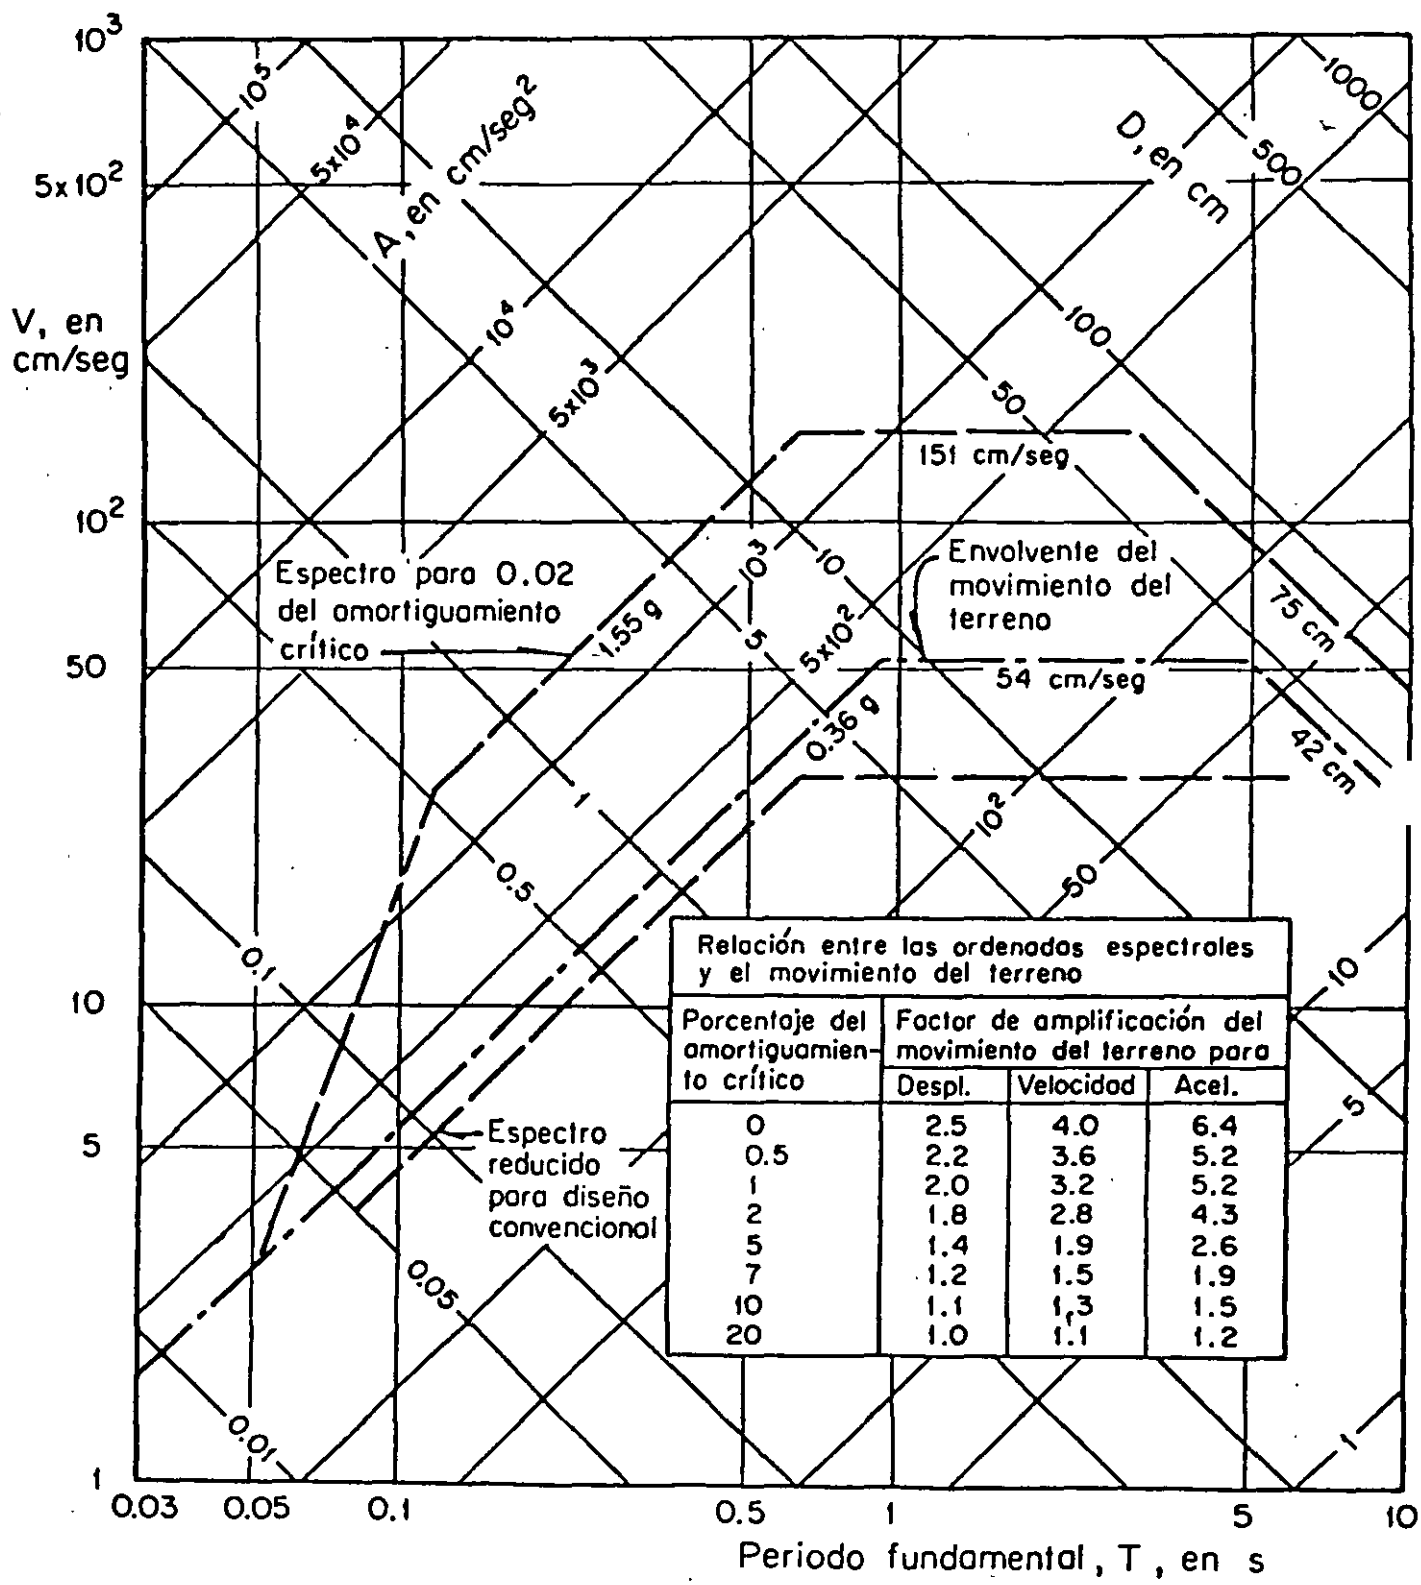 10³
5x10²
V, en
cm/seg
10²
50
10
5
1
10⁵
5x10⁴
A, en cm/seg²
10⁴
5x10³
D, en cm
1000
500
100
50
151 cm/seg
Espectro para 0.02
del amortiguamiento
crítico
1.55 g
10³
10
5
5x10²
Envolvente del
movimiento del
terreno
75 cm
54 cm/seg
0.36 g
42 cm
1
10²
0.5
50
0.1
10
5
Relación entre las ordenadas espectrales
y el movimiento del terreno
Porcentaje del
amortiguamien-
to crítico
Factor de amplificación del
movimiento del terreno para
Despl. Velocidad Acel.
0 2.5 4.0 6.4
0.5 2.2 3.6 5.2
1 2.0 3.2 5.2
2 1.8 2.8 4.3
5 1.4 1.9 2.6
7 1.2 1.5 1.9
10 1.1 1.3 1.5
20 1.0 1.1 1.2
Espectro
reducido
para diseño
convencional
0.05
0.01
1
0.03 0.05 0.1 0.5 1 5 10
Periodo fundamental, T, en s